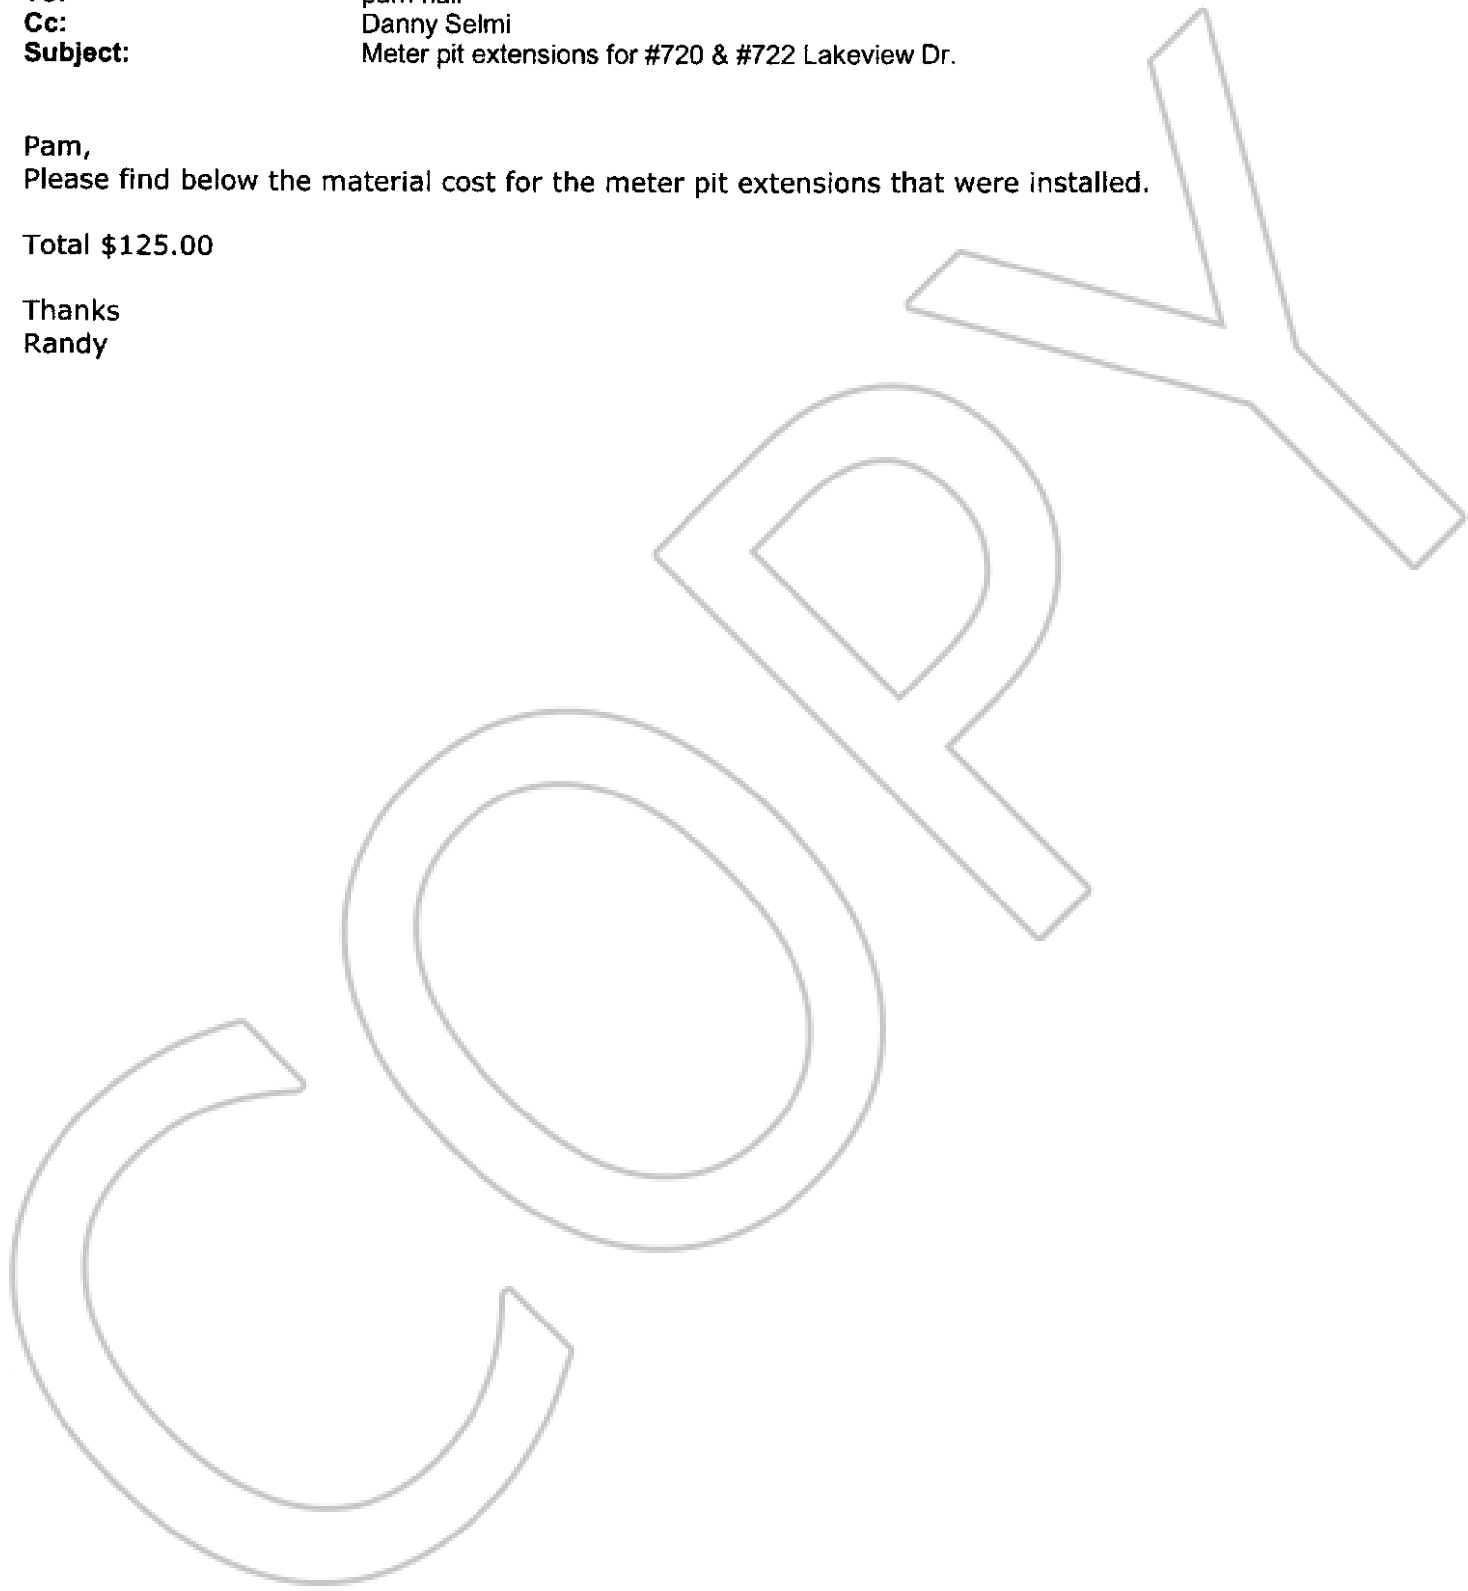 Cc: Danny Selmi
Subject: Meter pit extensions for #720 & #722 Lakeview Dr.
Pam,
Please find below the material cost for the meter pit extensions that were installed.
Total $125.00
Thanks
Randy
COPY